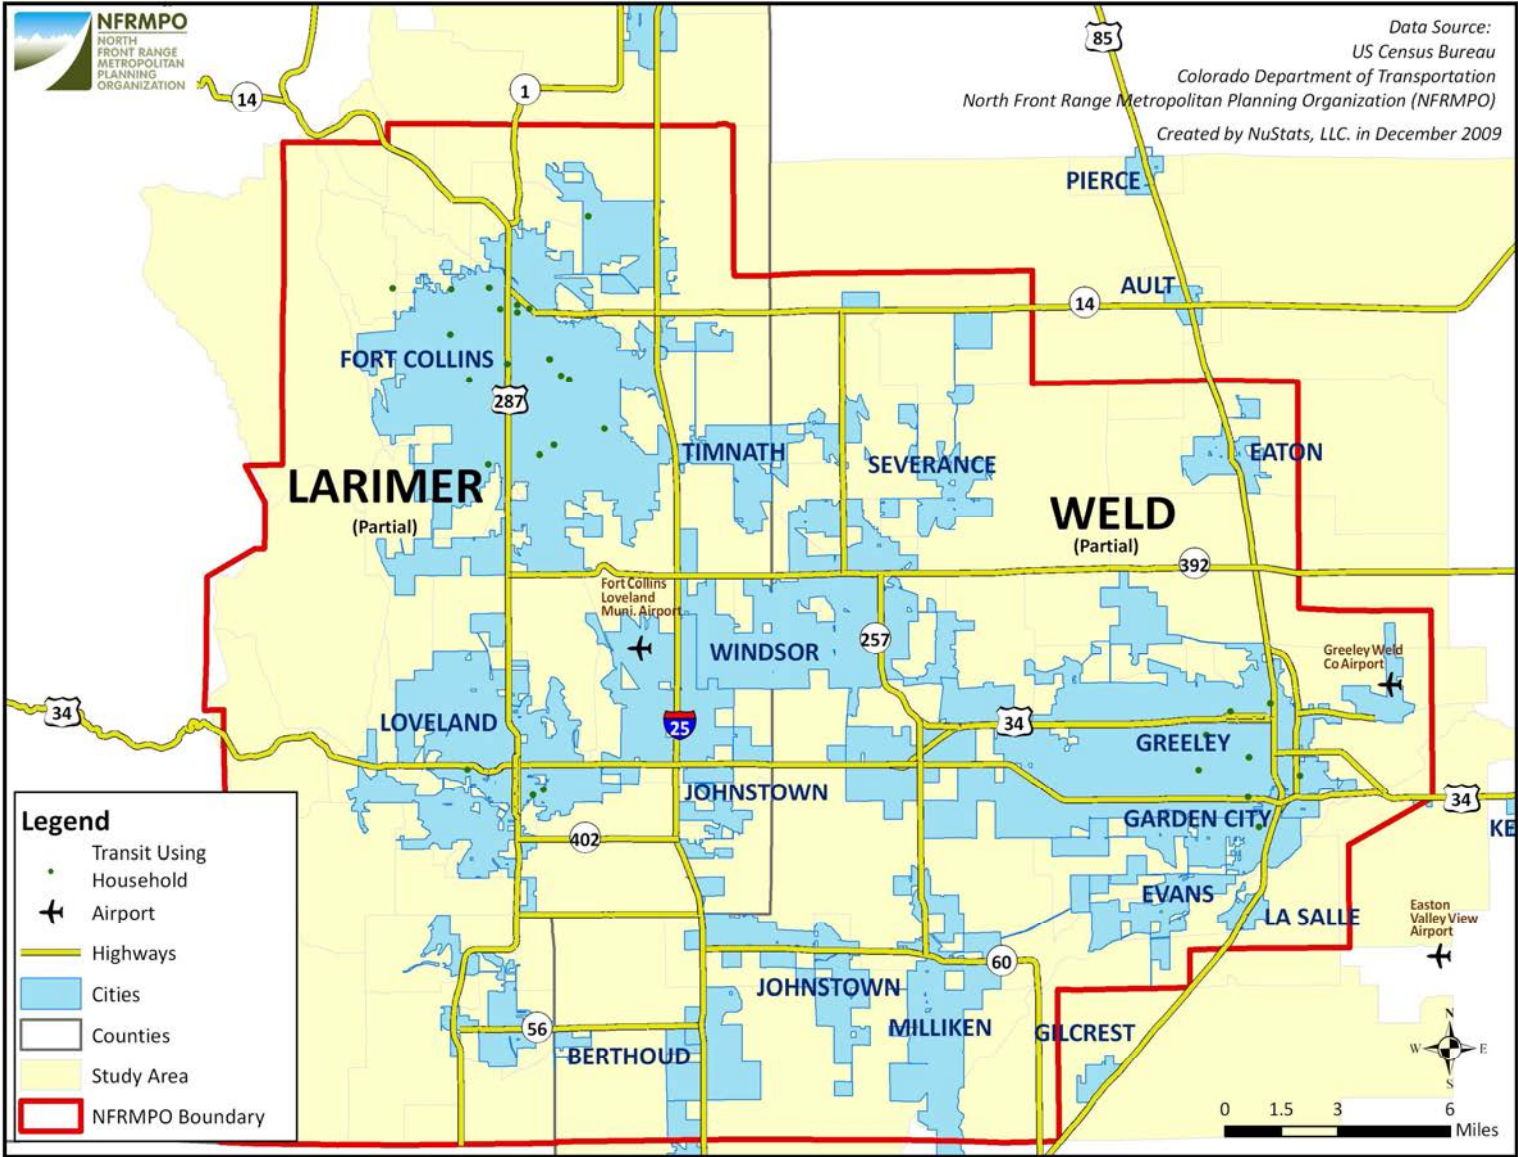 NFRMPO
NORTH
FRONT RANGE
METROPOLITAN
PLANNING
ORGANIZATION
Data Source:
US Census Bureau
Colorado Department of Transportation
North Front Range Metropolitan Planning Organization (NFRMPO)
Created by NuStats, LLC. in December 2009
85
14
1
PIERCE
AULT
14
FORT COLLINS
287
TIMNATH
SEVERANCE
EATON
LARIMER
(Partial)
WELD
(Partial)
392
Fort Collins
Loveland
Muni. Airport
257
WINDSOR
Greeley Weld
Co Airport
34
LOVELAND
25
34
GREELEY
JOHNSTOWN
34
GARDEN CITY
KE
402
EVANS
LA SALLE
Easton
Valley View
Airport
60
JOHNSTOWN
MILLIKEN
GILCREST
56
BERTHOUD
Legend
Transit Using
Household
Airport
Highways
Cities
Counties
Study Area
NFRMPO Boundary
N
W E
S
0 1.5 3 6
Miles